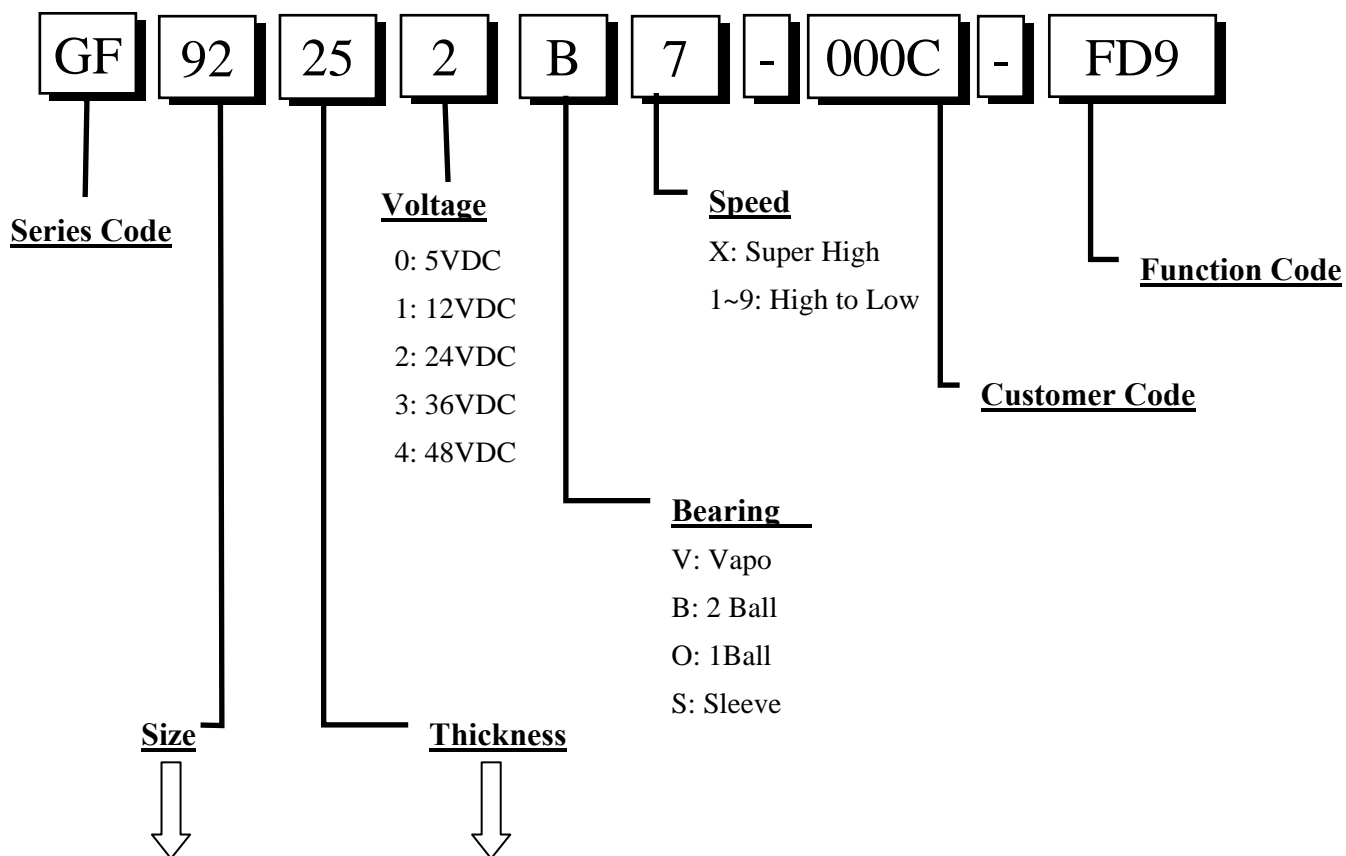 GF 92 25 2 B 7 - 000C - FD9
Series Code
Voltage
0: 5VDC
1: 12VDC
2: 24VDC
3: 36VDC
4: 48VDC
Speed
X: Super High
1~9: High to Low
Function Code
Customer Code
Bearing
V: Vapo
B: 2 Ball
O: 1Ball
S: Sleeve
Size
Thickness